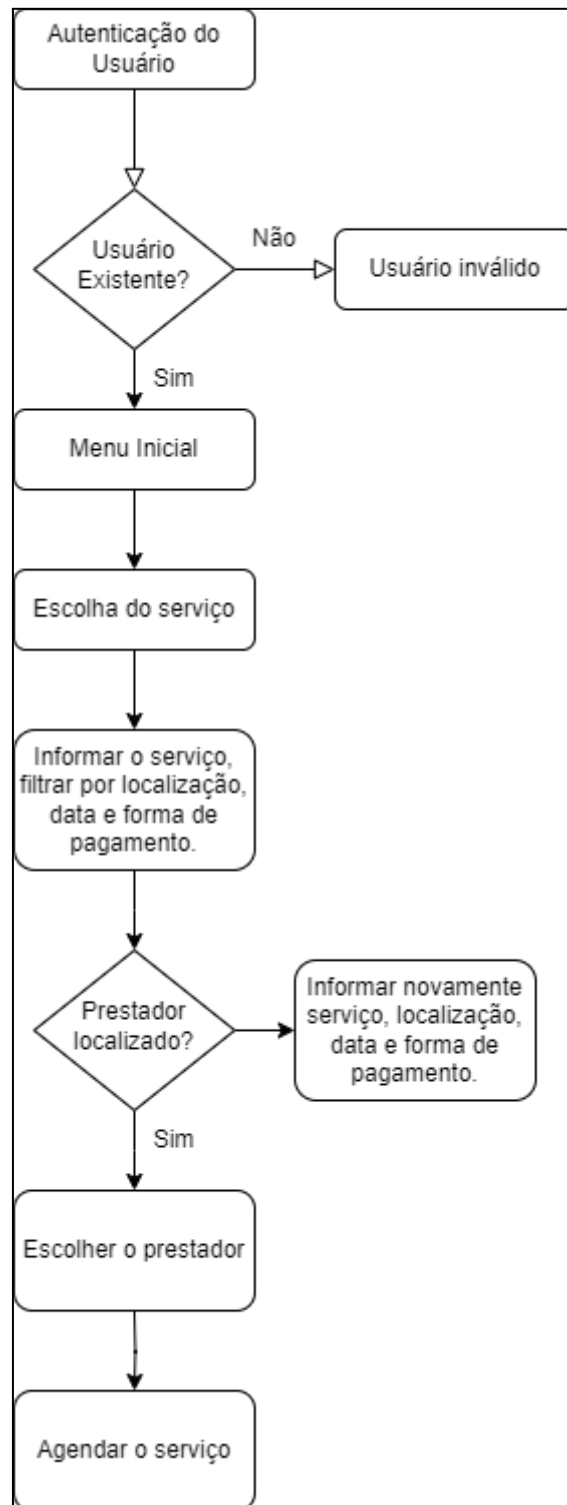 Autenticação do
Usuário
Usuário
Existente?
Não
Usuário inválido
Sim
Menu Inicial
Escolha do serviço
Informar o serviço,
filtrar por localização,
data e forma de
pagamento.
Prestador
localizado?
Informar novamente
serviço, localização,
data e forma de
pagamento.
Sim
Escolher o prestador
Agendar o serviço